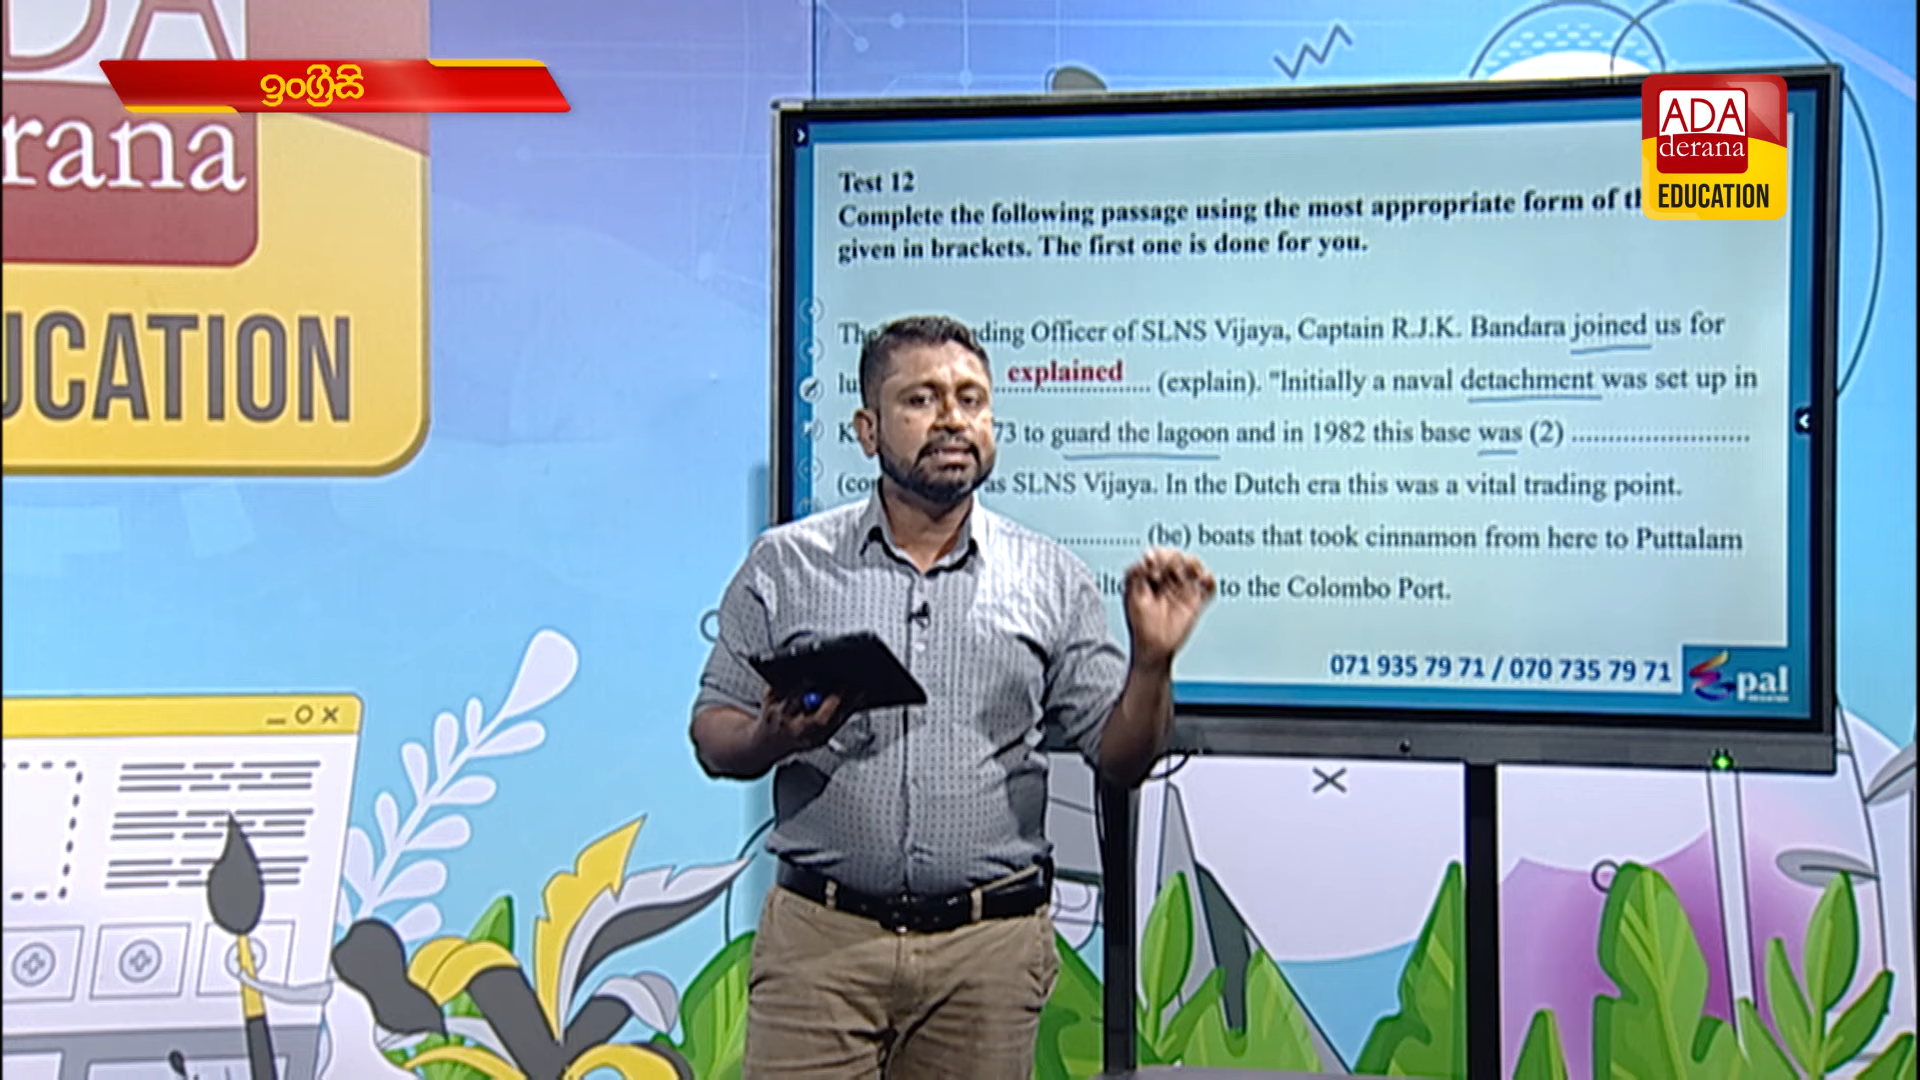 ඉංග්‍රීසි
DA
rana
UCATION
ADA
derana
EDUCATION
Test 12
Complete the following passage using the most appropriate form of
given in brackets. The first one is done for you.
Officer of SLNS Vijaya, Captain R.J.K. Bandara joined us for
explained
(explain). "Initially a naval detachment was set up in
73 to guard the lagoon and in 1982 this base was (2) ........................
as SLNS Vijaya. In the Dutch era this was a vital trading point.
............ (be) boats that took cinnamon from here to Puttalam
to the Colombo Port.
071 935 79 71 / 070 735 79 71
pal